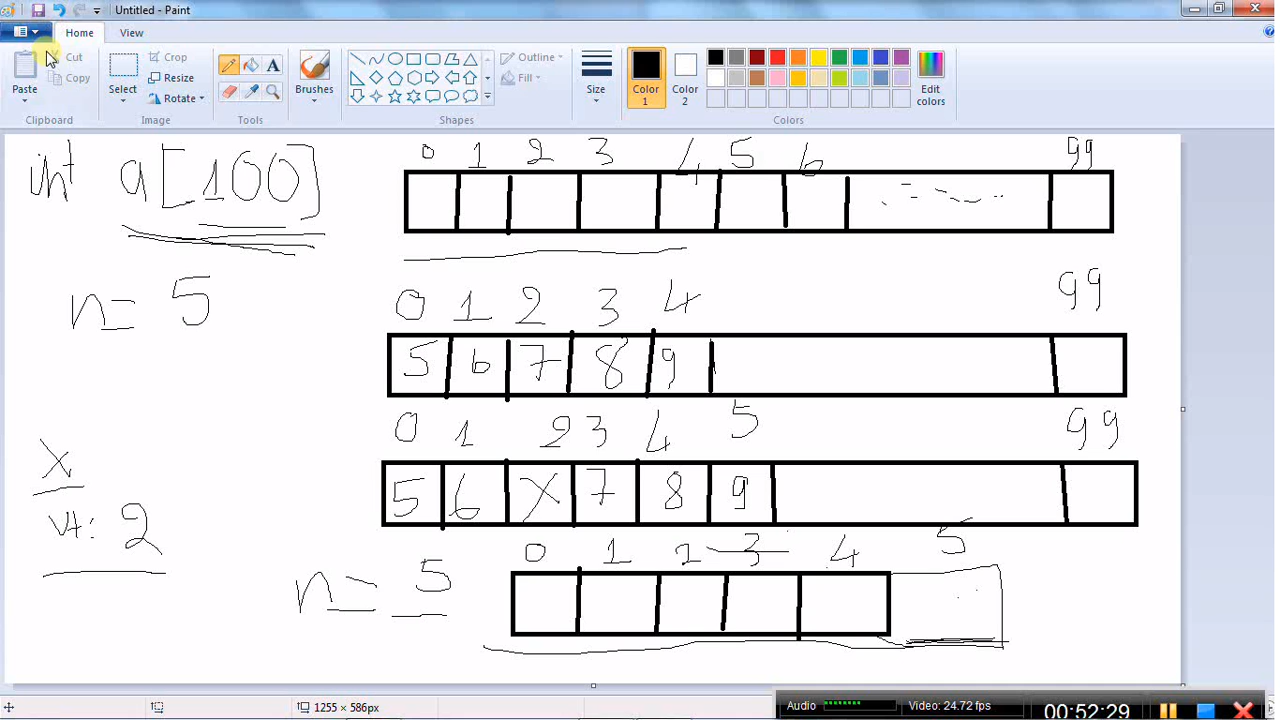 Untitled - Paint
Home View
Paste
Cut
Copy
Clipboard
Select
Crop
Resize
Rotate
Image
A
Tools
Brushes
Outline
Fill
Shapes
Size
Color 1
Color 2
Edit colors
Colors
int a[100]
0 1 2 3 4 5 6 99
n= 5
0 1 2 3 4 99
5 6 7 8 9
0 1 2 3 4 5 99
5 6 X 7 8 9
X
vt: 2
0 1 2 3 4 5
n= 5
1255 × 586px
Audio
Video: 24.72 fps
00:52:29